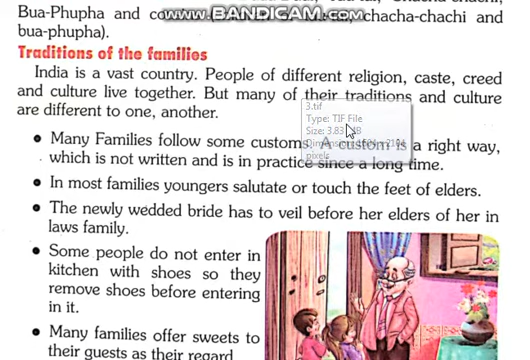 Bua-Phupha and
www.BANDICAM.com
chacha-chachi and
bua-phupha).
Traditions of the families
India is a vast country. People of different religion, caste, creed
and culture live together. But many of their traditions and culture
are different to one, another.
3.tif
Type: TIF File
Size: 3.83 MB
pixels
• Many Families follow some customs. A custom is a right way,
which is not written and is in practice since a long time.
• In most families youngers salutate or touch the feet of elders.
• The newly wedded bride has to veil before her elders of her in
laws family.
• Some people do not enter in
kitchen with shoes so they
remove shoes before entering
in it.
• Many families offer sweets to
their guests as their regard